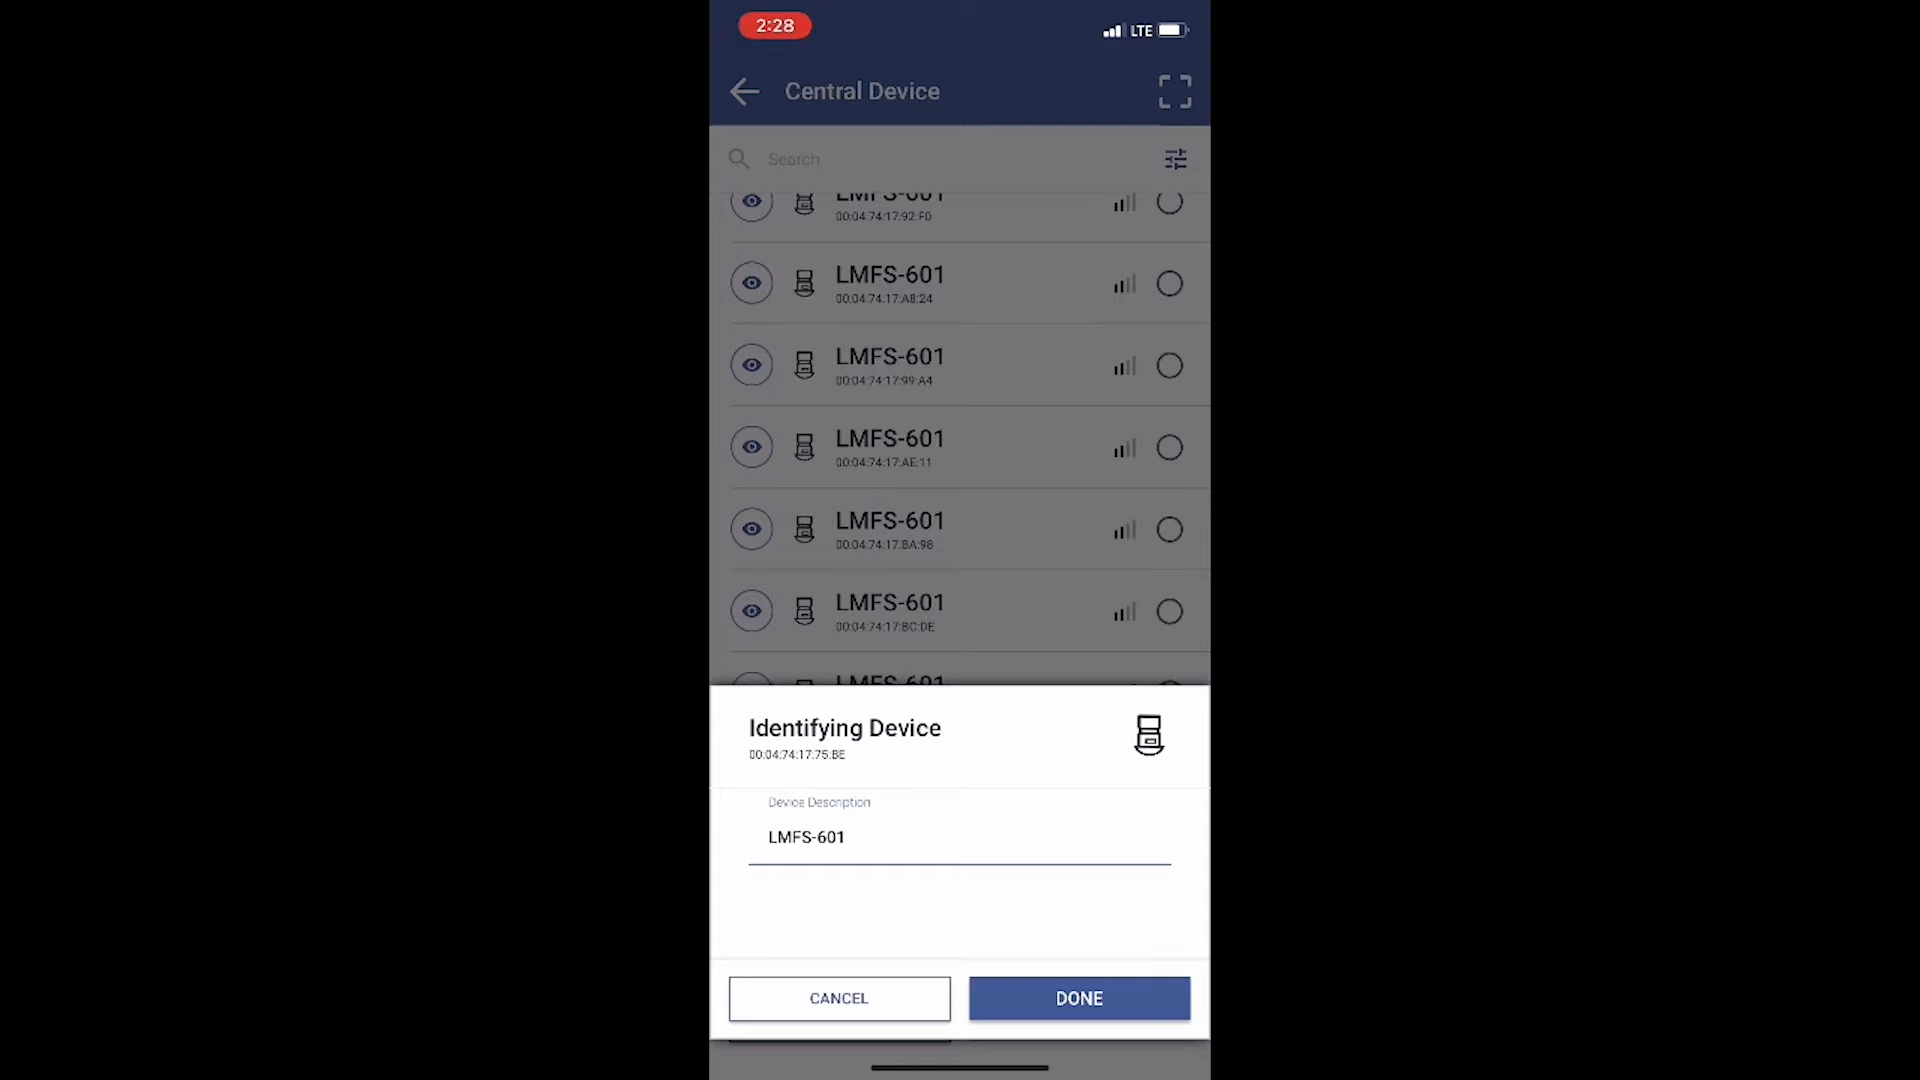 2:28
LTE
Central Device
Search
LMFS-601
00:04:74:17:92:FD
LMFS-601
00:04:74:17:A8:24
LMFS-601
00:04:74:17:99:A4
LMFS-601
00:04:74:17:AE:11
LMFS-601
00:04:74:17:BA:98
LMFS-601
00:04:74:17:BC:DE
LMFS-601
Identifying Device
00:04:74:17:75:BE
Device Description
LMFS-601
CANCEL
DONE